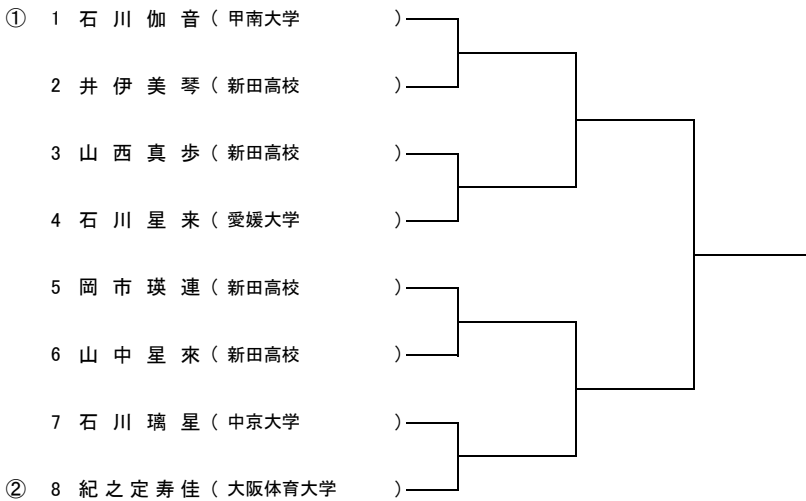 ① 1 石川伽音（甲南大学）
2 井伊美琴（新田高校）
3 山西真歩（新田高校）
4 石川星来（愛媛大学）
5 岡市瑛連（新田高校）
6 山中星來（新田高校）
7 石川璃星（中京大学）
② 8 紀之定寿佳（大阪体育大学）